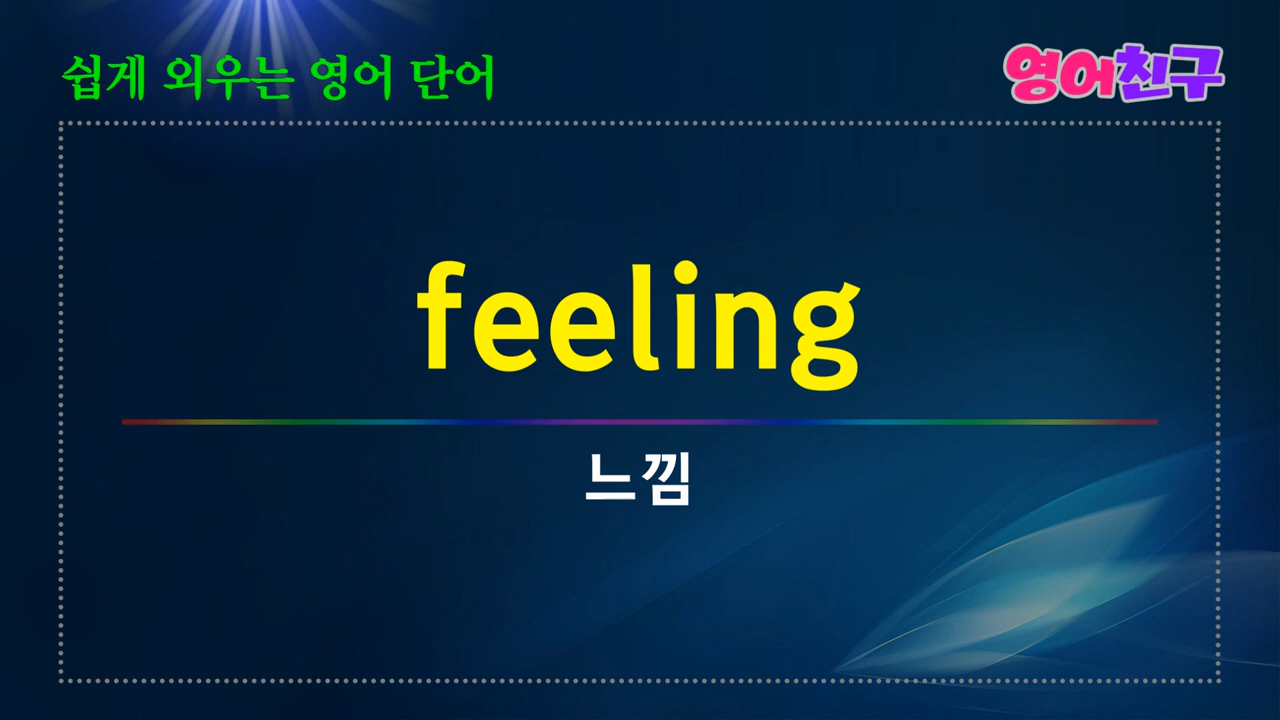 쉽게 외우는 영어 단어
영어친구
feeling
느낌